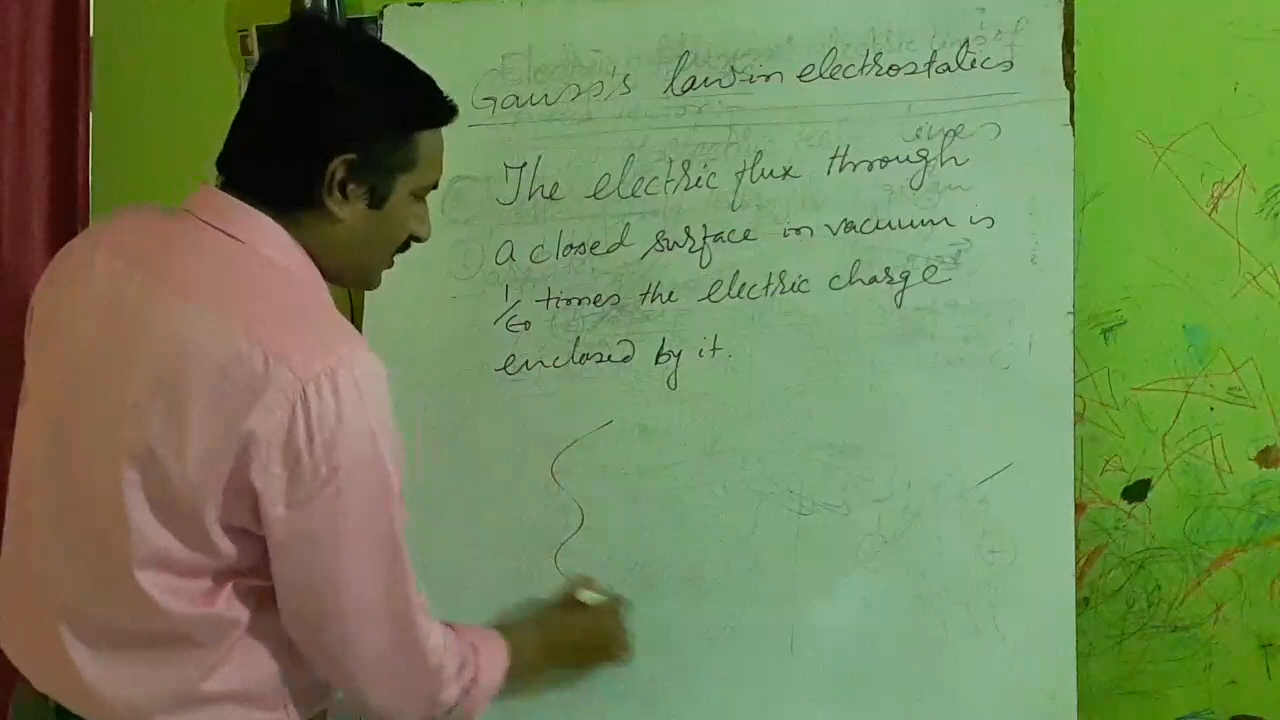 Gauss's law in electrostatics
The electric flux through
a closed surface in vacuum is
1/ϵ0 times the electric charge
enclosed by it.